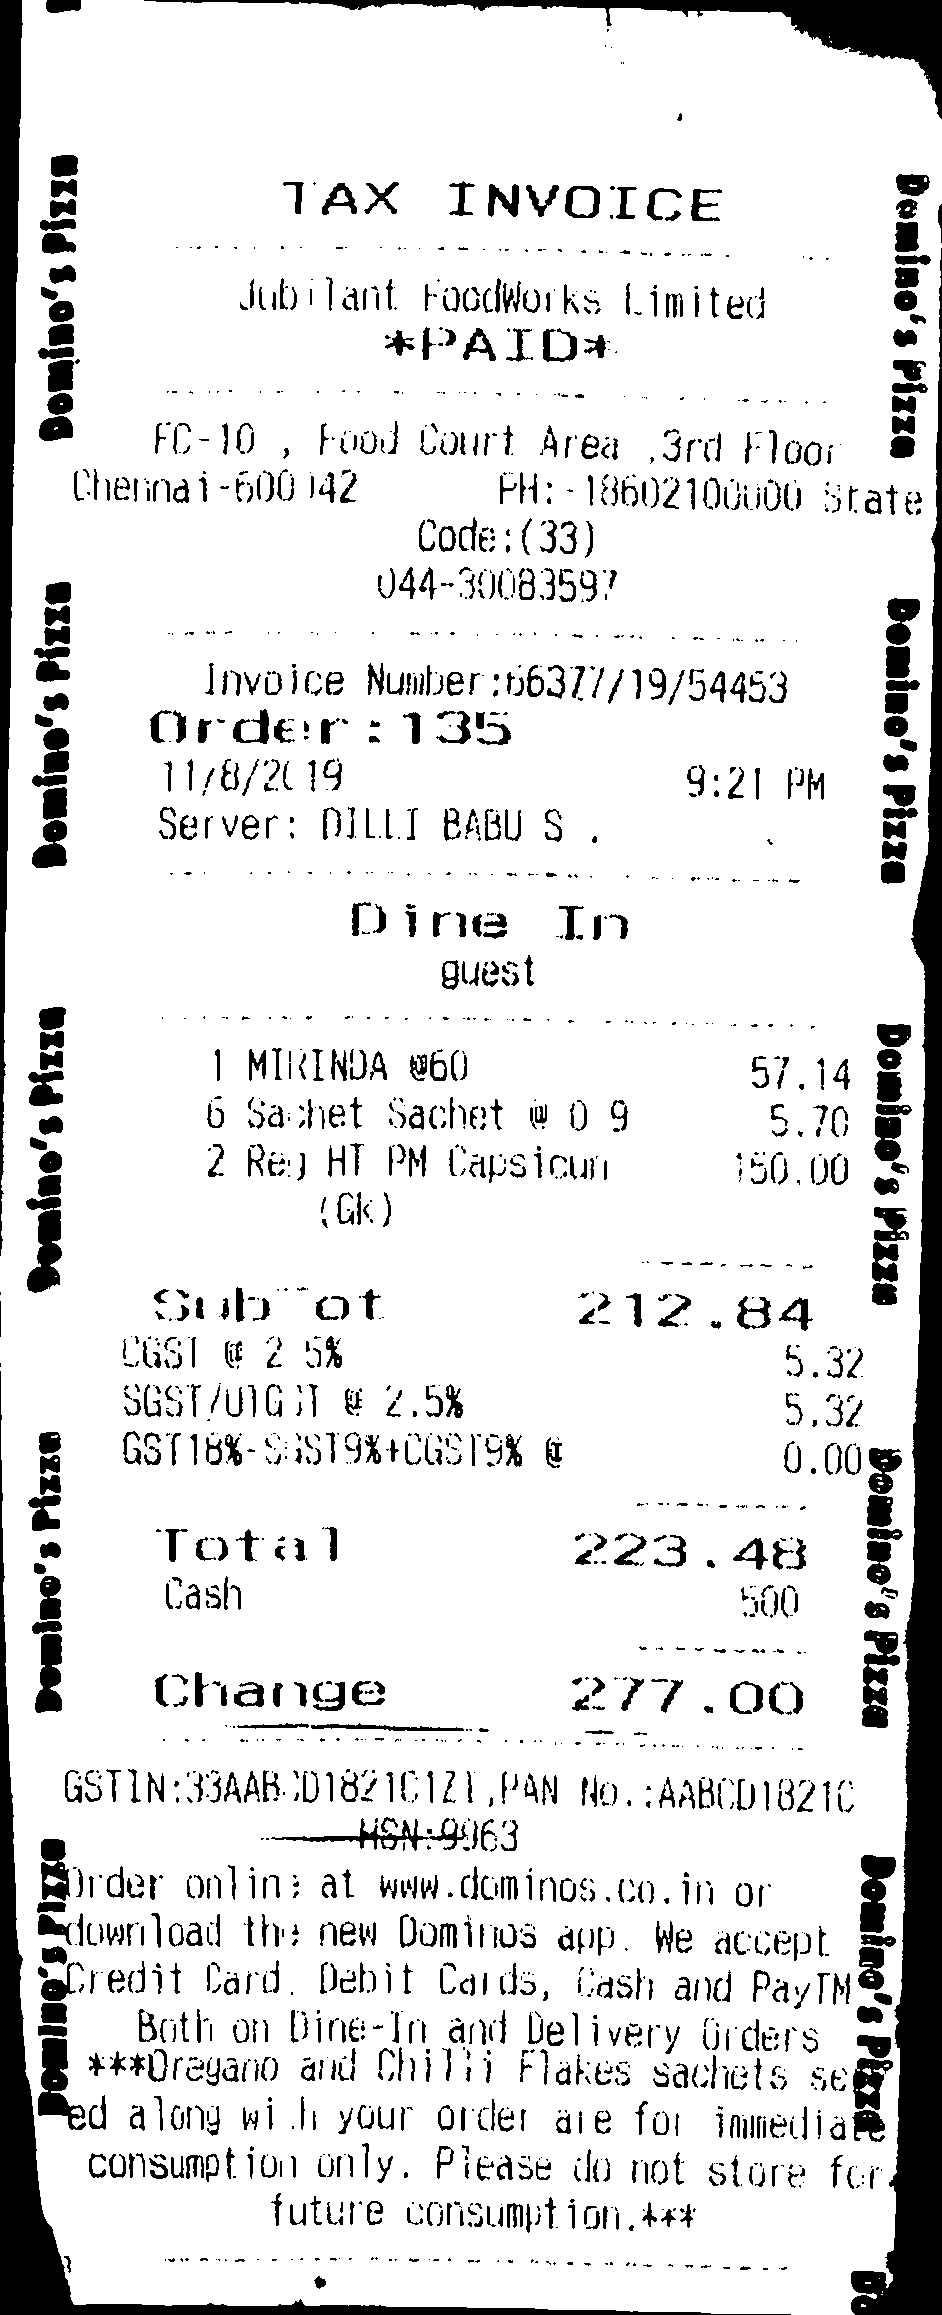 TAX INVOICE
Jubilant FoodWorks Limited
*PAID*
FC-10 , Food Court Area ,3rd Floor
Chennai-600042 PH:-18602100000 State
Code:(33)
044-30083597
Invoice Number:66377/19/54453
Order:135
11/8/2019 9:21 PM
Server: DILLI BABU S .
Dine In
guest
1 MIRINDA @60 57.14
6 Sachet Sachet @ 0 9 5.70
2 Reg HT PM Capsicum 150.00
(Gk)
SubTot 212.84
CGST @ 2.5% 5.32
SGST/UTGST @ 2.5% 5.32
GST18%-SGST9%+CGST9% @ 0.00
Total 223.48
Cash 500
Change 277.00
GSTIN:33AABCD1821C1Z1,PAN No.:AABCD1821C
HSN:9963
Order online at www.dominos.co.in or
download the new Dominos app. We accept
Credit Card, Debit Cards, Cash and PayTM
Both on Dine-In and Delivery Orders
***Oregano and Chilli Flakes sachets se
ed along with your order are for immediate
consumption only. Please do not store for
future consumption.***
Domino's Pizza
Domino's Pizza
Domino's Pizza
Domino's Pizza
Domino's Pizza
Domino's Pizza
Domino's Pizza
Domino's Pizza
Domino's Pizza
Domino's Pizza